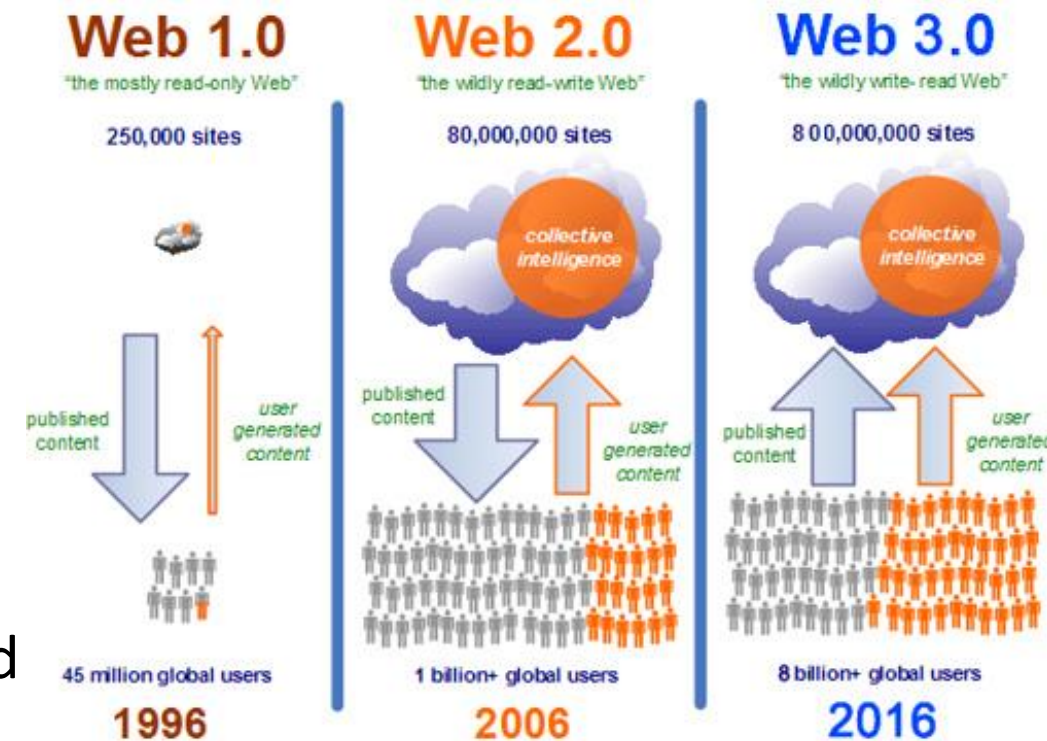 Web 1.0
"the mostly read-only Web"
250,000 sites
published
content
user
generated
content
45 million global users
1996
Web 2.0
"the wildly read-write Web"
80,000,000 sites
collective
intelligence
published
content
user
generated
content
1 billion+ global users
2006
Web 3.0
"the wildly write- read Web"
800,000,000 sites
collective
intelligence
published
content
user
generated
content
8 billion+ global users
2016
d